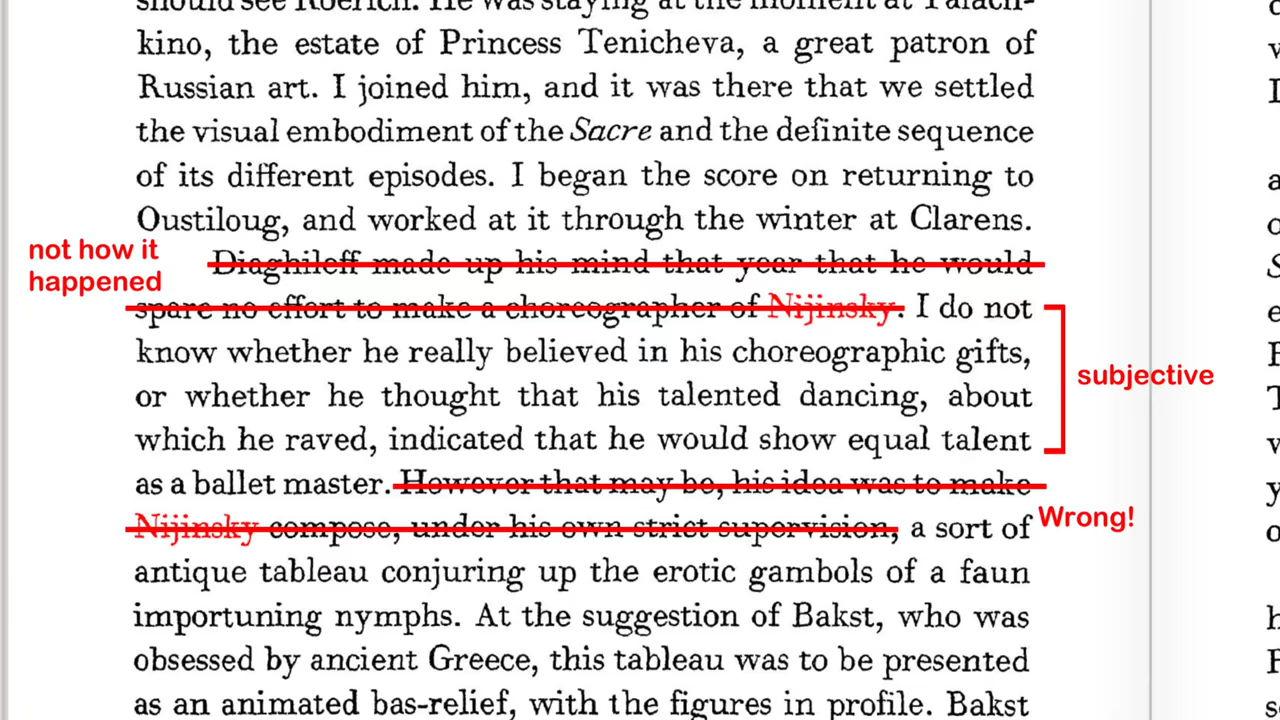 should see Roerich. He was staying at the moment at Palach-
kino, the estate of Princess Tenicheva, a great patron of
Russian art. I joined him, and it was there that we settled
the visual embodiment of the Sacre and the definite sequence
of its different episodes. I began the score on returning to
Oustiloug, and worked at it through the winter at Clarens.
not how it
happened
Diaghileff made up his mind that year that he would
spare no effort to make a choreographer of Nijinsky. I do not
know whether he really believed in his choreographic gifts,
or whether he thought that his talented dancing, about
which he raved, indicated that he would show equal talent
subjective
as a ballet master. However that may be, his idea was to make
Nijinsky compose, under his own strict supervision, a sort of
Wrong!
antique tableau conjuring up the erotic gambols of a faun
importuning nymphs. At the suggestion of Bakst, who was
obsessed by ancient Greece, this tableau was to be presented
as an animated bas-relief, with the figures in profile. Bakst